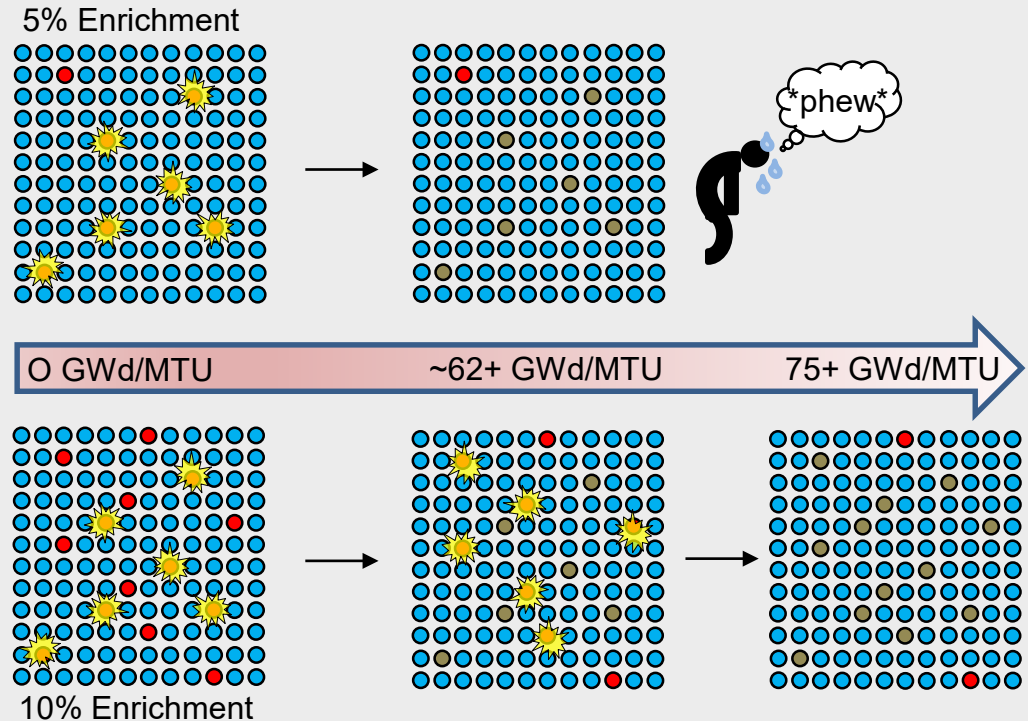 5% Enrichment
*phew*
O GWd/MTU
~62+ GWd/MTU
75+ GWd/MTU
10% Enrichment